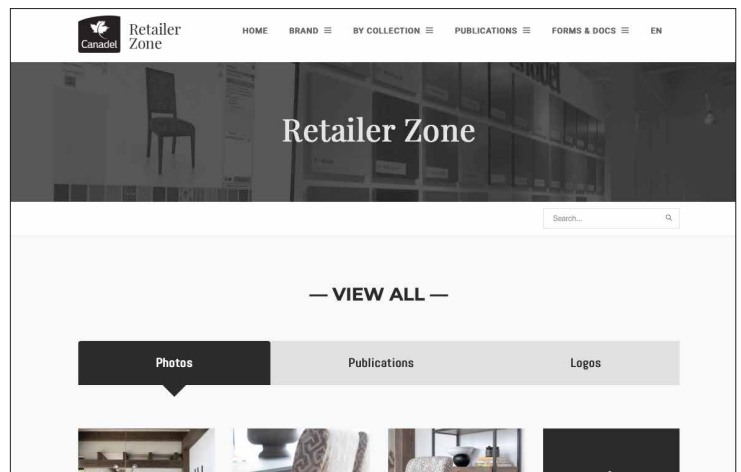 Canadel
Retailer
Zone
HOME
BRAND
BY COLLECTION
PUBLICATIONS
FORMS & DOCS
EN
Retailer Zone
Search...
— VIEW ALL —
Photos
Publications
Logos